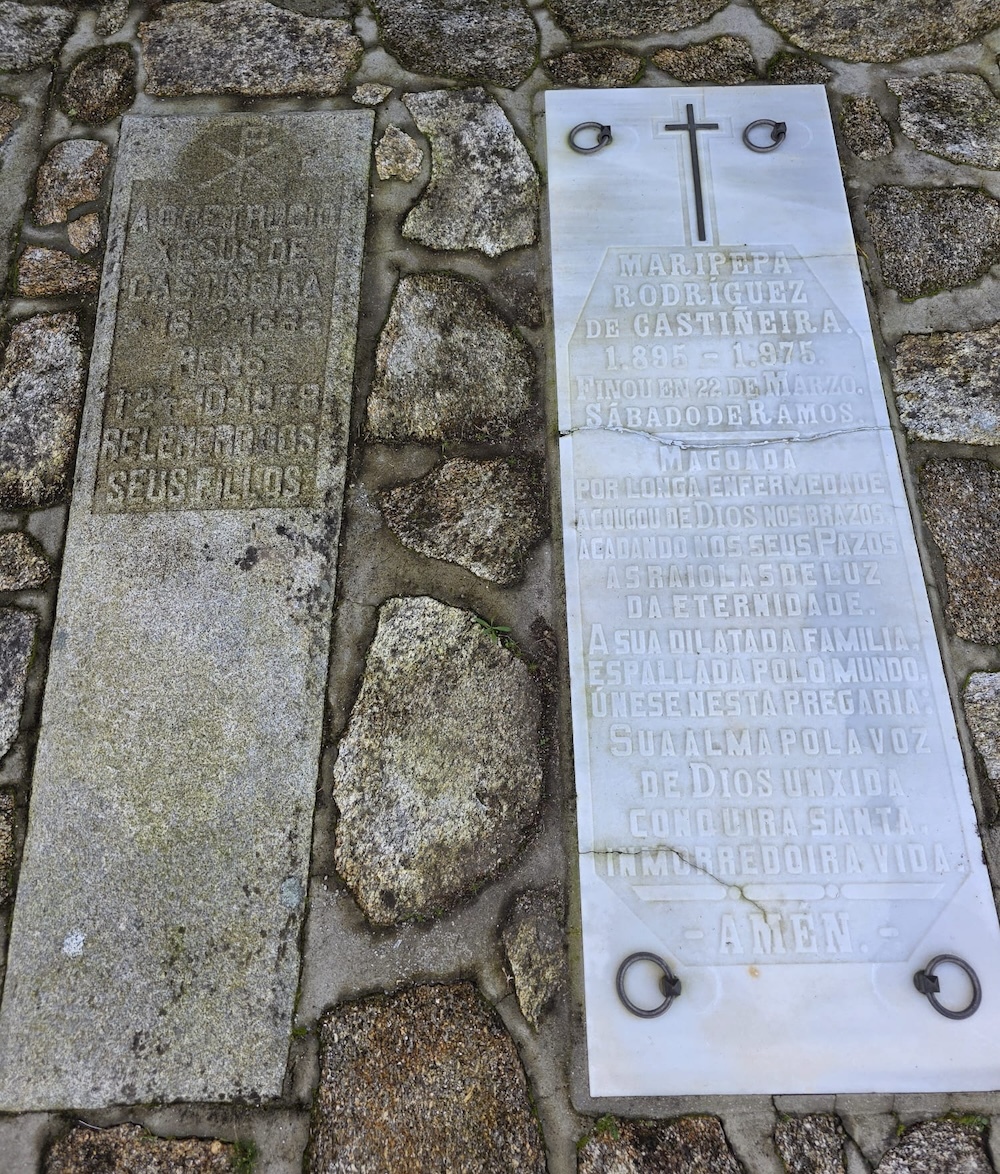 XESUS DE
CASTIÑEIRA
SEUS FILLOS
MARIPEPA
RODRÍGUEZ
DE CASTIÑEIRA.
1.895 - 1.975.
FINOU EN 22 DE MARZO.
SÁBADO DE RAMOS
MAGOADA
POR LONGA ENFERMEDADE
ACOUGOU DE DIOS NOS BRAZOS
AGADANDO NOS SEUS PAZOS
AS RAIOLAS DE LUZ
DA ETERNIDADE.
A SUA DILATADA FAMILIA.
ESPALLADA POLO MUNDO.
ÚNESE NESTA PREGARIA:
SUA ALMA POLA VOZ
DE DIOS UNXIDA
CONQUIRA SANTA.
INMORREDOIRA VIDA.
- AMÉN. -